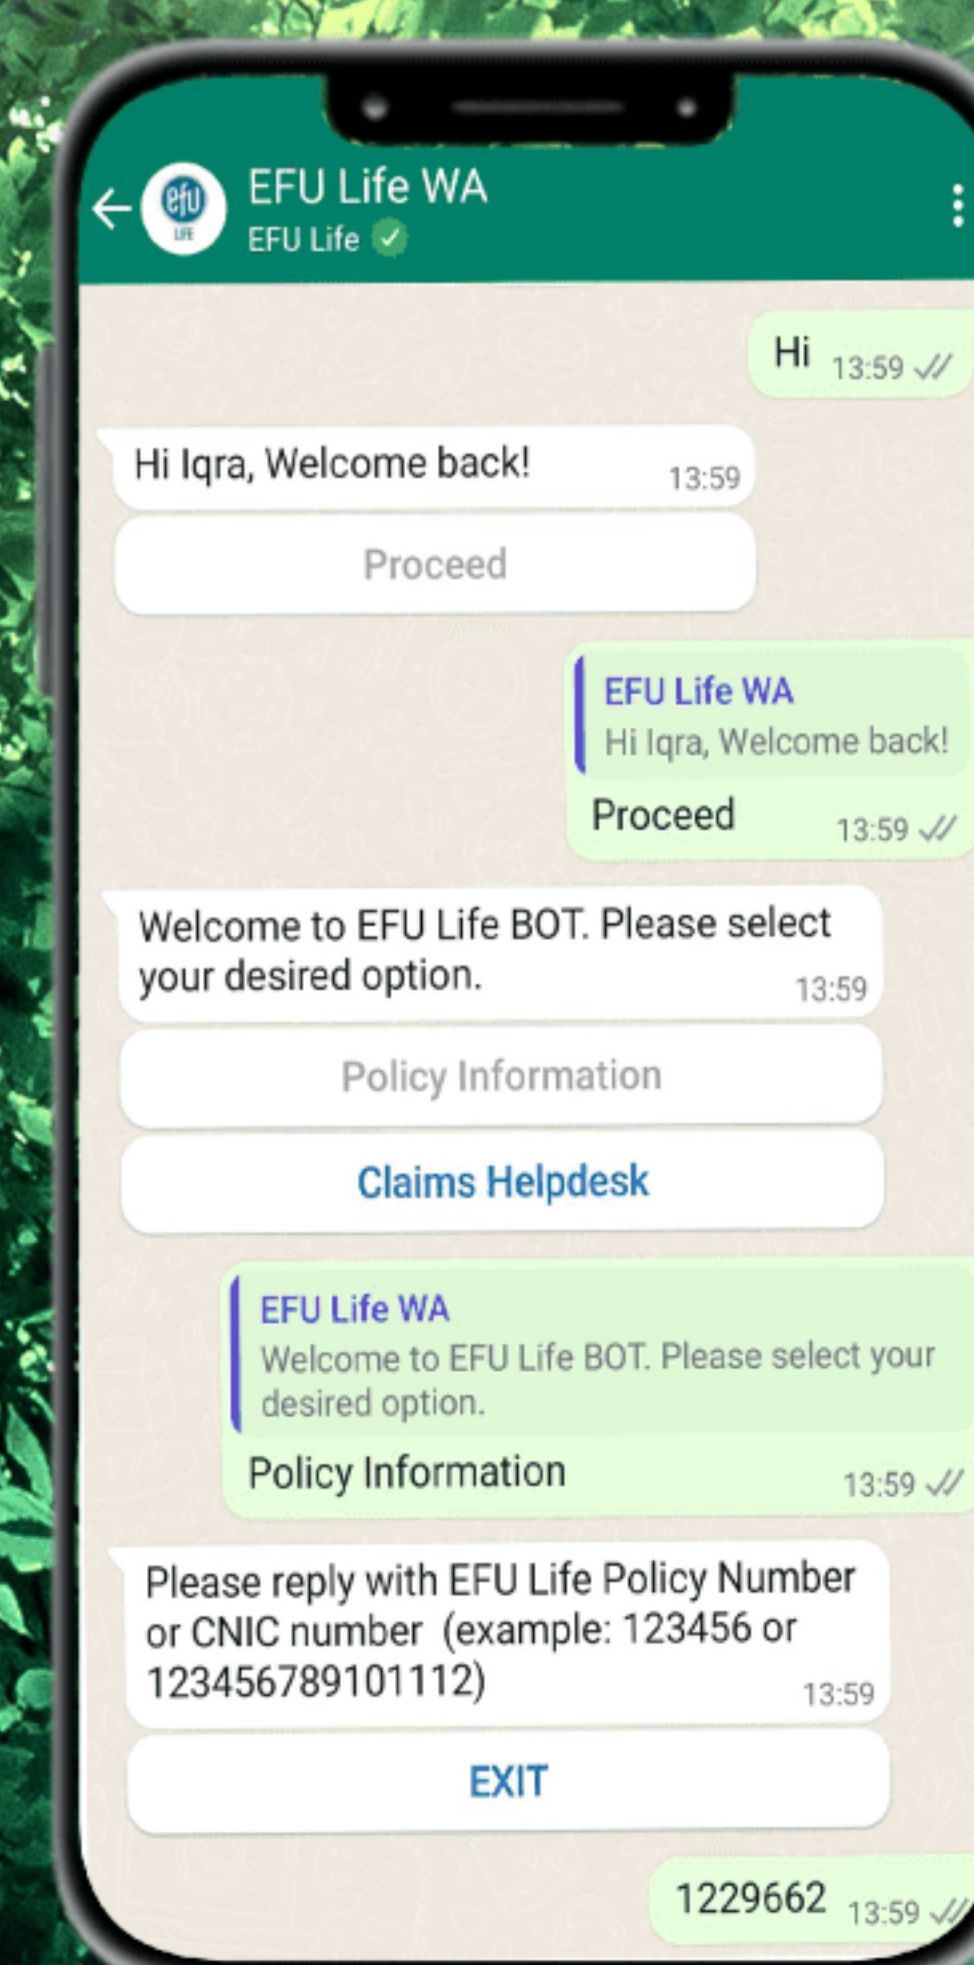 efu
LIFE
EFU Life WA
EFU Life
Hi 13:59
Hi Iqra, Welcome back! 13:59
Proceed
EFU Life WA
Hi Iqra, Welcome back!
Proceed 13:59
Welcome to EFU Life BOT. Please select
your desired option. 13:59
Policy Information
Claims Helpdesk
EFU Life WA
Welcome to EFU Life BOT. Please select your
desired option.
Policy Information 13:59
Please reply with EFU Life Policy Number
or CNIC number (example: 123456 or
123456789101112) 13:59
EXIT
1229662 13:59